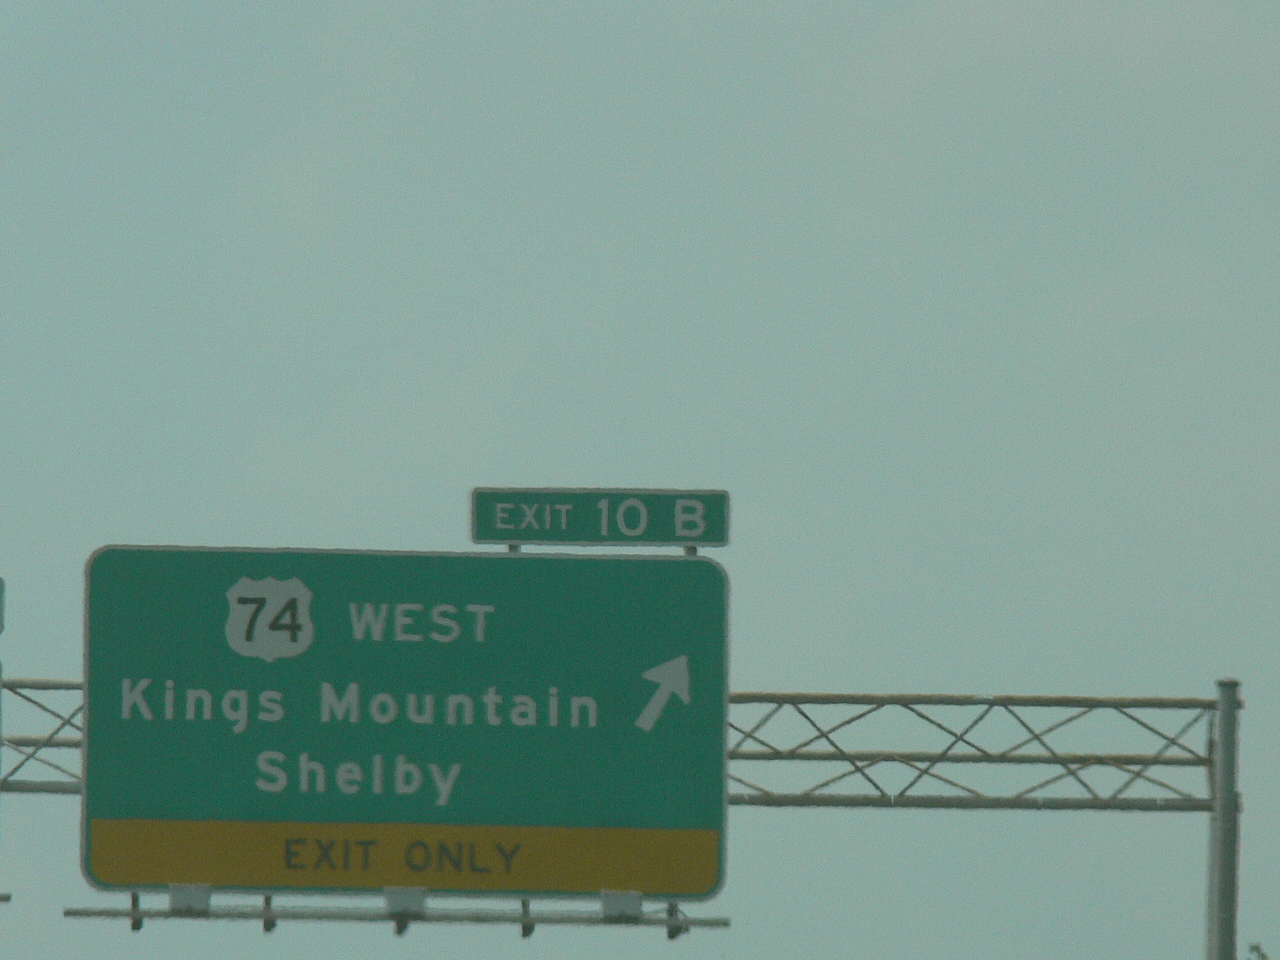 EXIT 10 B
74 WEST
Kings Mountain
Shelby
EXIT ONLY